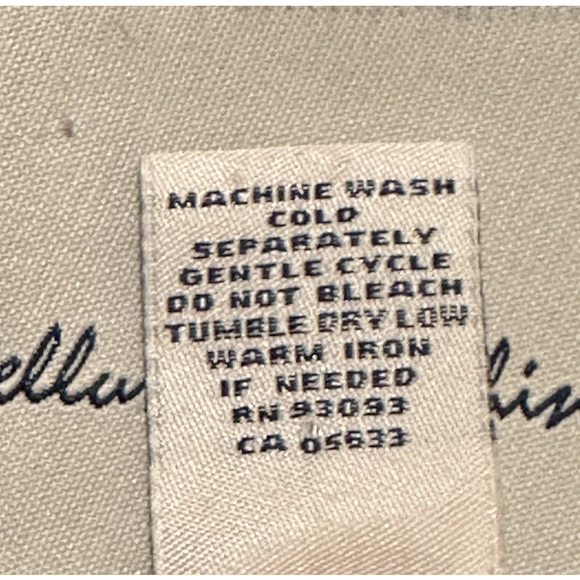 MACHINE WASH
COLD
SEPARATELY
GENTLE CYCLE
DO NOT BLEACH
TUMBLE DRY LOW
WARM IRON
IF NEEDED
RN 93093
CA 05633